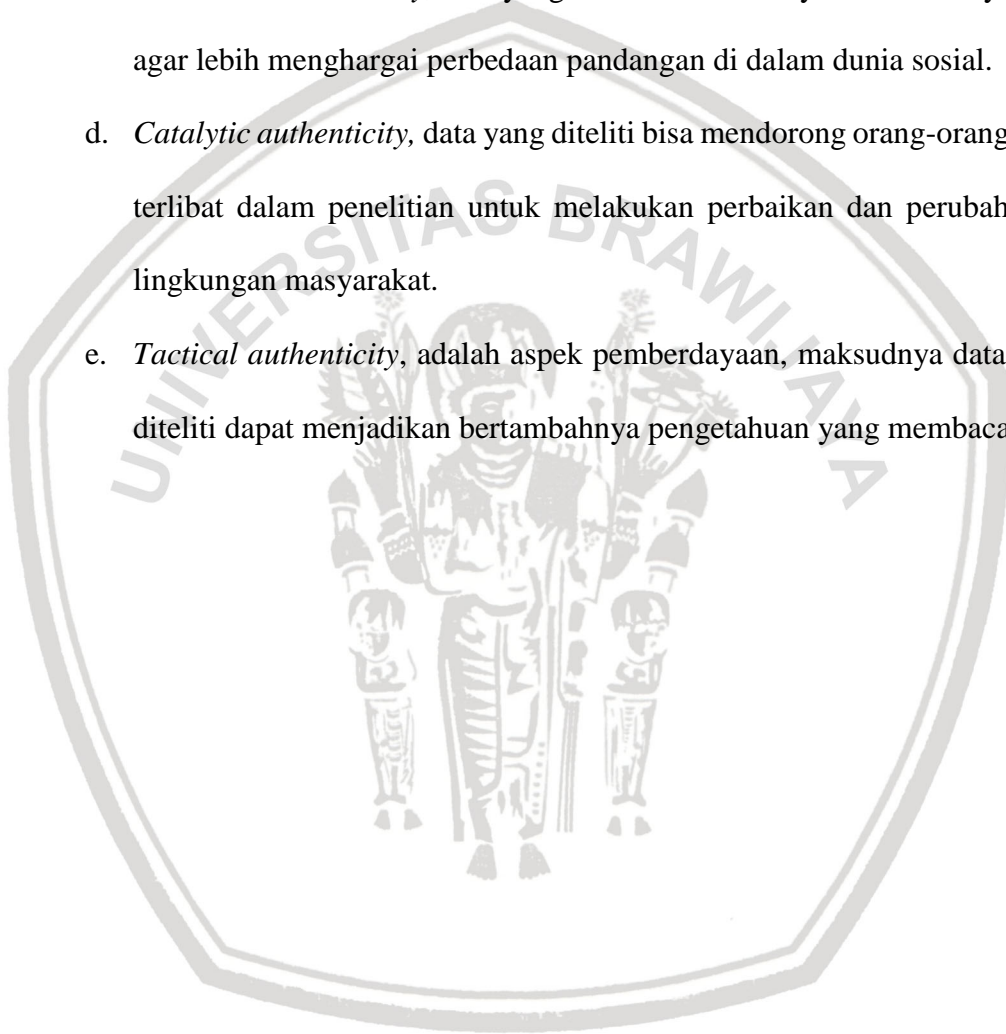 agar lebih menghargai perbedaan pandangan di dalam dunia sosial.
d. Catalytic authenticity, data yang diteliti bisa mendorong orang-orang
terlibat dalam penelitian untuk melakukan perbaikan dan perubah
lingkungan masyarakat.
e. Tactical authenticity, adalah aspek pemberdayaan, maksudnya data
diteliti dapat menjadikan bertambahnya pengetahuan yang membaca
UNIVERSITAS BRAWIJAYA